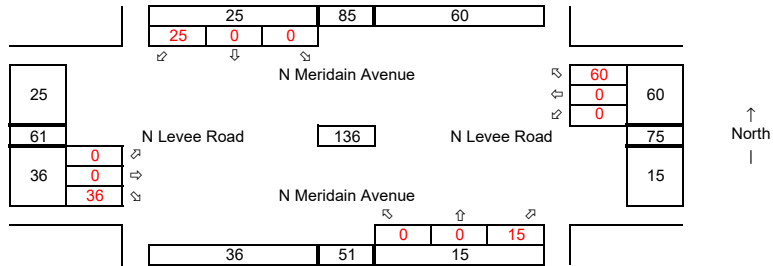 25 85 60
25 0 0
⬃ ⇩ ⬂
N Meridain Avenue
⬁ 60
25 ⇦ 0 60
⬃ 0
61 N Levee Road 136 N Levee Road 75
↑
North
|
0 ⬀
36 0 ⇨ 15
36 ⬂
N Meridain Avenue
⬁ ⇧ ⬀
0 0 15
36 51 15